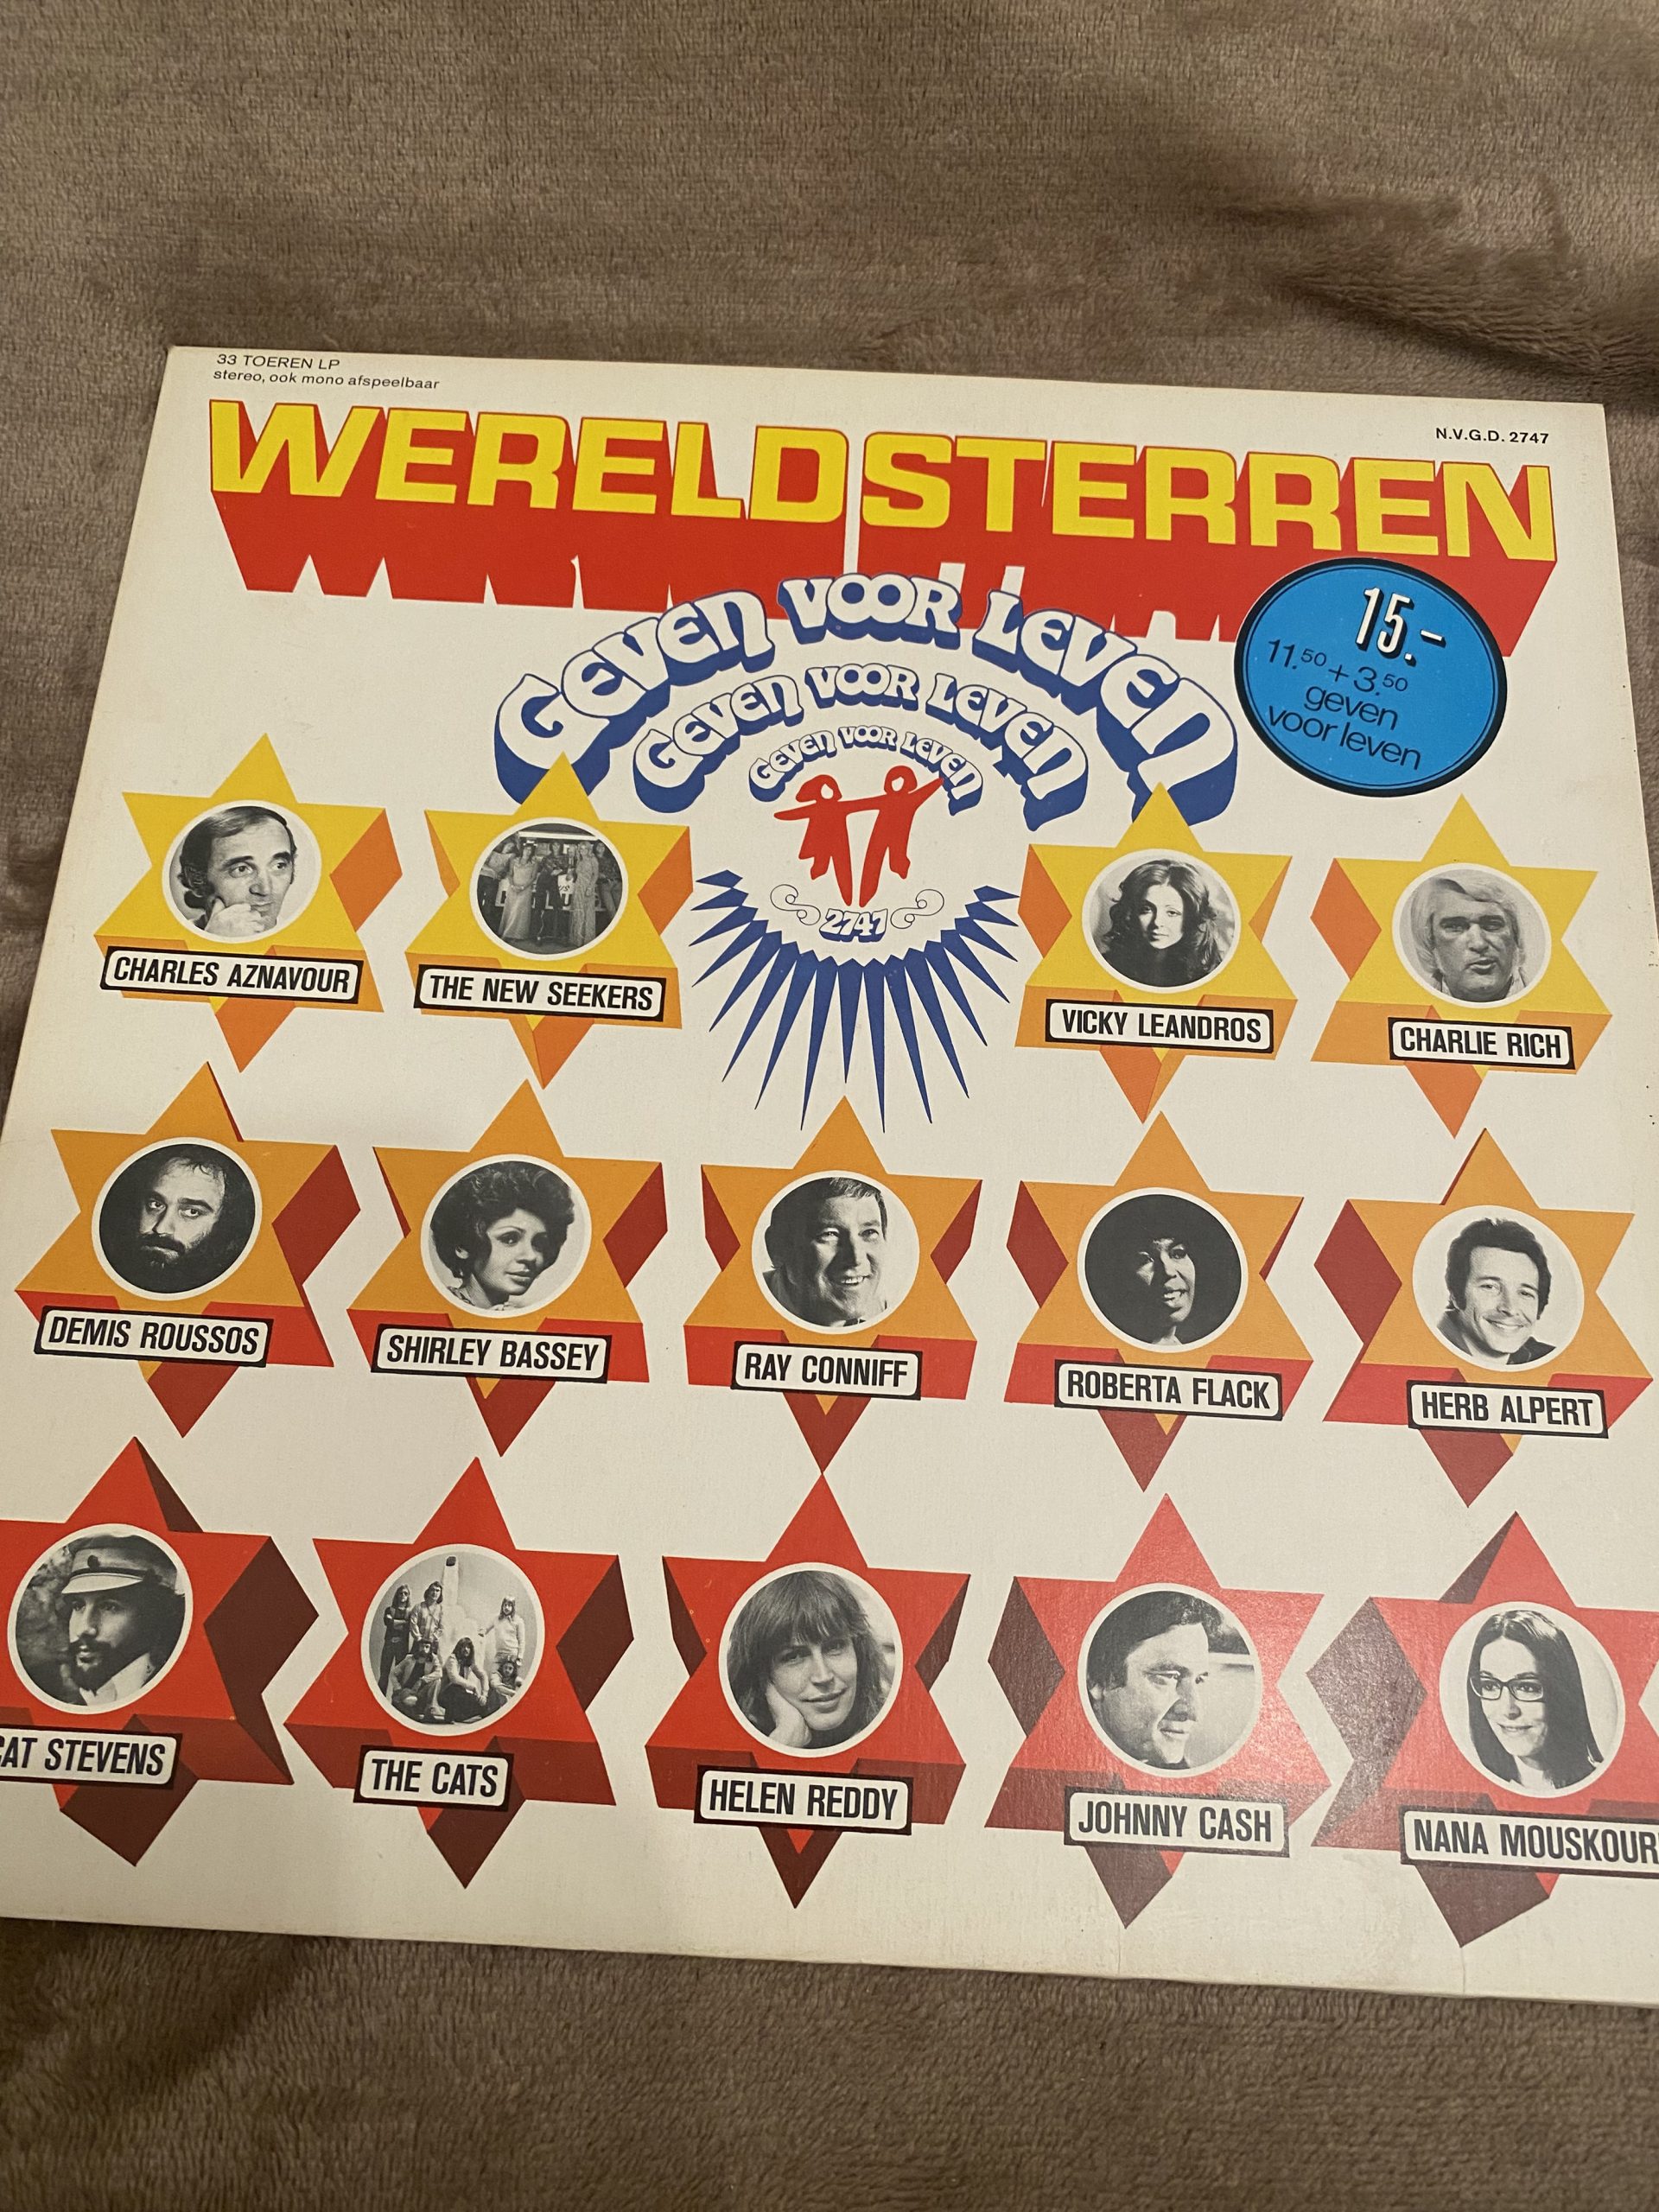 33 TOEREN LP
stereo, ook mono afspeelbaar
N.V.G.D. 2747
WERELDSTERREN
GEVEN VOOR LEVEN
GEVEN VOOR LEVEN
GEVEN VOOR LEVEN
2747
15.-
11.50 + 3.50
geven
voor leven
CHARLES AZNAVOUR
THE NEW SEEKERS
VICKY LEANDROS
CHARLIE RICH
DEMIS ROUSSOS
SHIRLEY BASSEY
RAY CONNIFF
ROBERTA FLACK
HERB ALPERT
CAT STEVENS
THE CATS
HELEN REDDY
JOHNNY CASH
NANA MOUSKOURI